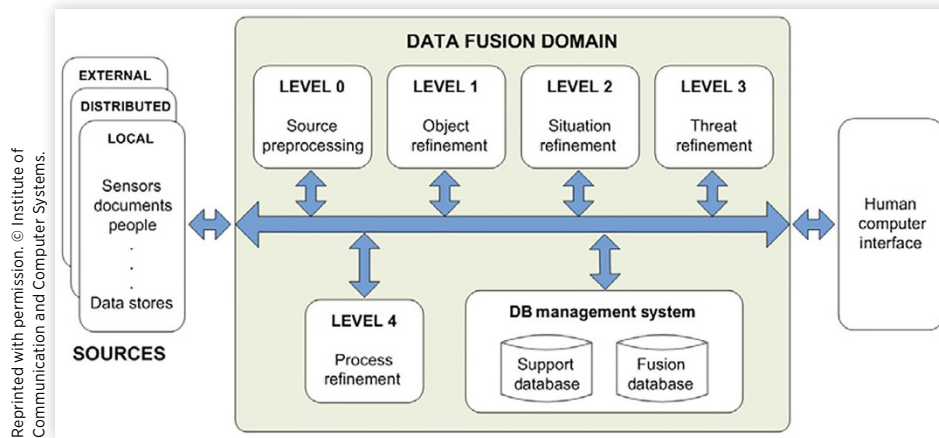 Reprinted with permission. © Institute of
Communication and Computer Systems.
EXTERNAL
DISTRIBUTED
LOCAL
Sensors
documents
people
.
.
.
Data stores
SOURCES
DATA FUSION DOMAIN
LEVEL 0
Source
preprocessing
LEVEL 1
Object
refinement
LEVEL 2
Situation
refinement
LEVEL 3
Threat
refinement
LEVEL 4
Process
refinement
DB management system
Support
database
Fusion
database
Human
computer
interface